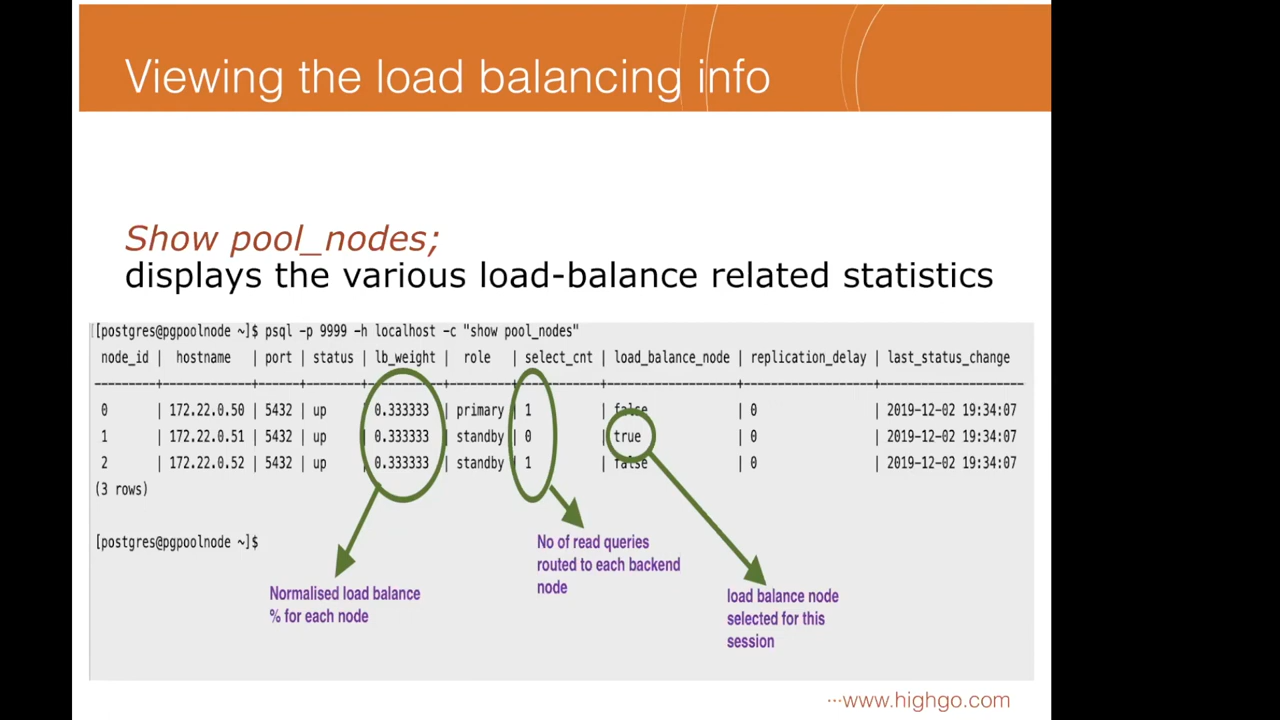 Viewing the load balancing info
Show pool_nodes;
displays the various load-balance related statistics
[postgres@pgpoolnode ~]$ psql -p 9999 -h localhost -c "show pool_nodes"
node_id | hostname | port | status | lb_weight | role | select_cnt | load_balance_node | replication_delay | last_status_change
---------+-------------+------+--------+-----------+---------+------------+-------------------+-------------------+---------------------
0 | 172.22.0.50 | 5432 | up | 0.333333 | primary | 1 | false | 0 | 2019-12-02 19:34:07
1 | 172.22.0.51 | 5432 | up | 0.333333 | standby | 0 | true | 0 | 2019-12-02 19:34:07
2 | 172.22.0.52 | 5432 | up | 0.333333 | standby | 1 | false | 0 | 2019-12-02 19:34:07
(3 rows)
[postgres@pgpoolnode ~]$
No of read queries
routed to each backend
node
Normalised load balance
% for each node
load balance node
selected for this
session
···www.highgo.com